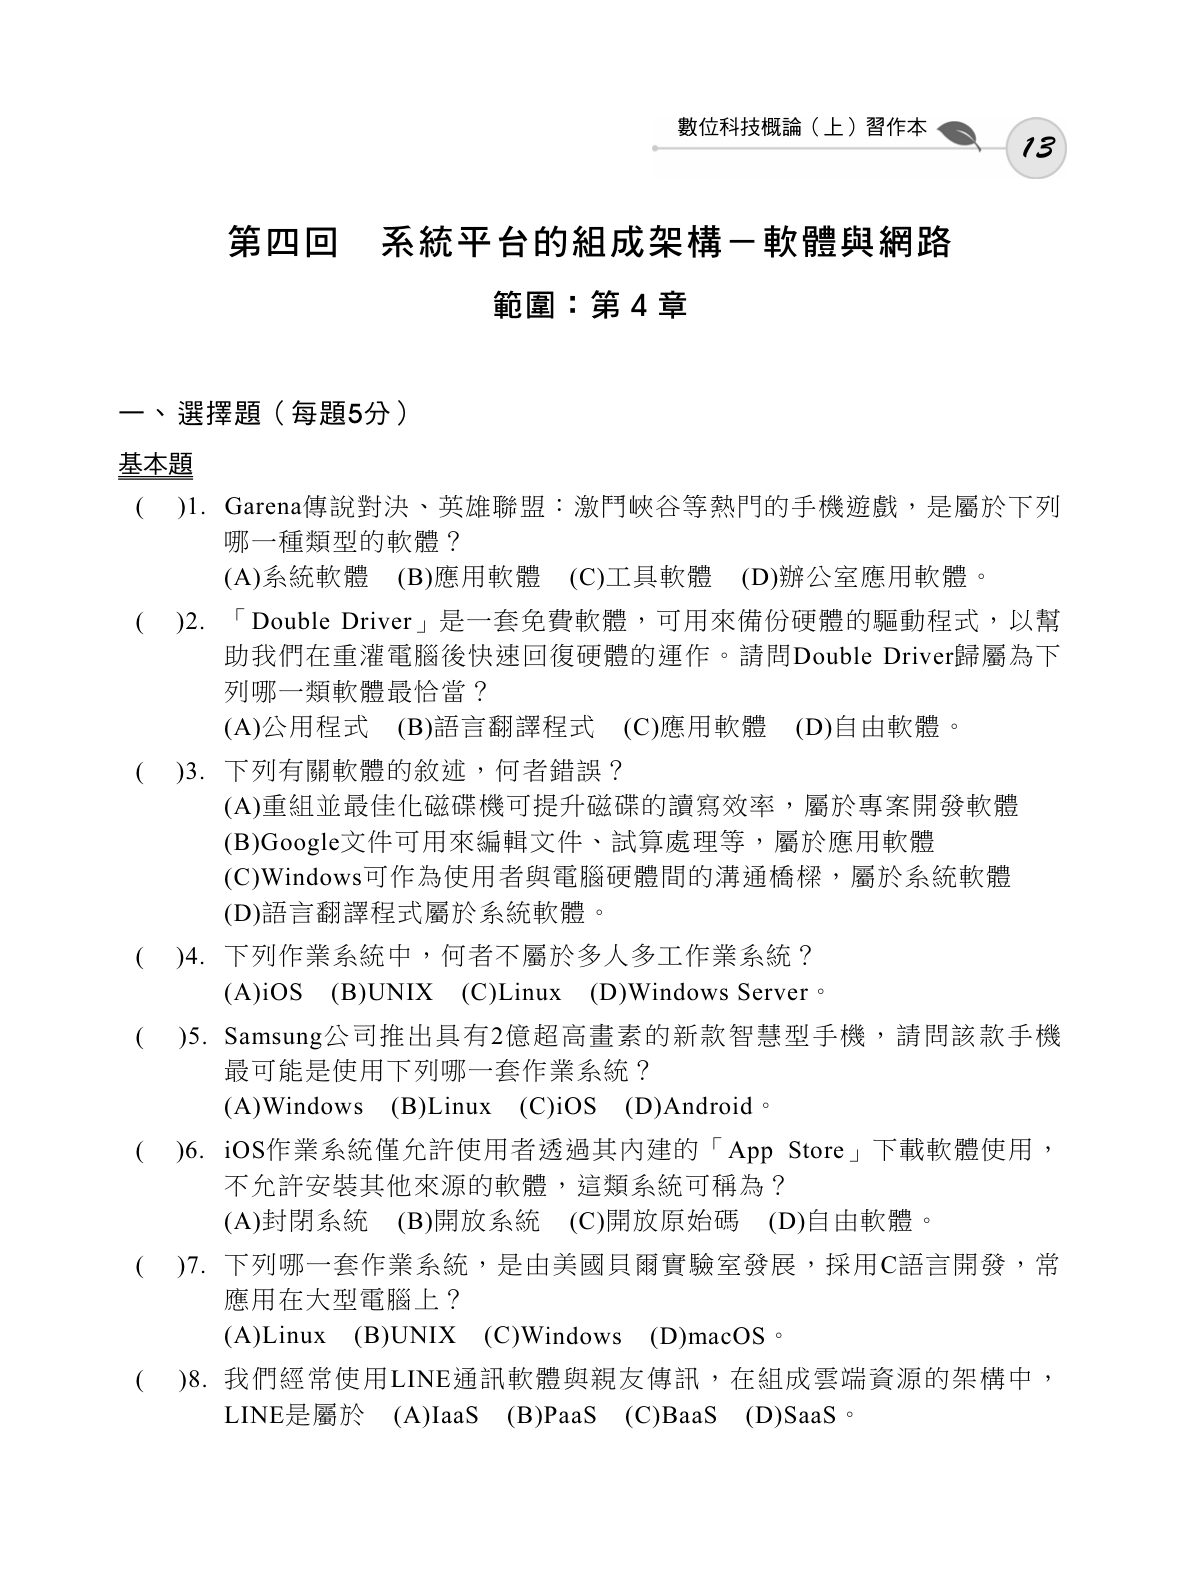 數位科技概論（上）習作本 13
第四回　系統平台的組成架構－軟體與網路
範圍：第 4 章
一、選擇題（每題5分）
基本題
(　)1. Garena傳說對決、英雄聯盟：激鬥峽谷等熱門的手機遊戲，是屬於下列
哪一種類型的軟體？
(A)系統軟體　(B)應用軟體　(C)工具軟體　(D)辦公室應用軟體。
(　)2. 「Double Driver」是一套免費軟體，可用來備份硬體的驅動程式，以幫
助我們在重灌電腦後快速回復硬體的運作。請問Double Driver歸屬為下
列哪一類軟體最恰當？
(A)公用程式　(B)語言翻譯程式　(C)應用軟體　(D)自由軟體。
(　)3. 下列有關軟體的敘述，何者錯誤？
(A)重組並最佳化磁碟機可提升磁碟的讀寫效率，屬於專案開發軟體
(B)Google文件可用來編輯文件、試算處理等，屬於應用軟體
(C)Windows可作為使用者與電腦硬體間的溝通橋樑，屬於系統軟體
(D)語言翻譯程式屬於系統軟體。
(　)4. 下列作業系統中，何者不屬於多人多工作業系統？
(A)iOS　(B)UNIX　(C)Linux　(D)Windows Server。
(　)5. Samsung公司推出具有2億超高畫素的新款智慧型手機，請問該款手機
最可能是使用下列哪一套作業系統？
(A)Windows　(B)Linux　(C)iOS　(D)Android。
(　)6. iOS作業系統僅允許使用者透過其內建的「App Store」下載軟體使用，
不允許安裝其他來源的軟體，這類系統可稱為？
(A)封閉系統　(B)開放系統　(C)開放原始碼　(D)自由軟體。
(　)7. 下列哪一套作業系統，是由美國貝爾實驗室發展，採用C語言開發，常
應用在大型電腦上？
(A)Linux　(B)UNIX　(C)Windows　(D)macOS。
(　)8. 我們經常使用LINE通訊軟體與親友傳訊，在組成雲端資源的架構中，
LINE是屬於　(A)IaaS　(B)PaaS　(C)BaaS　(D)SaaS。